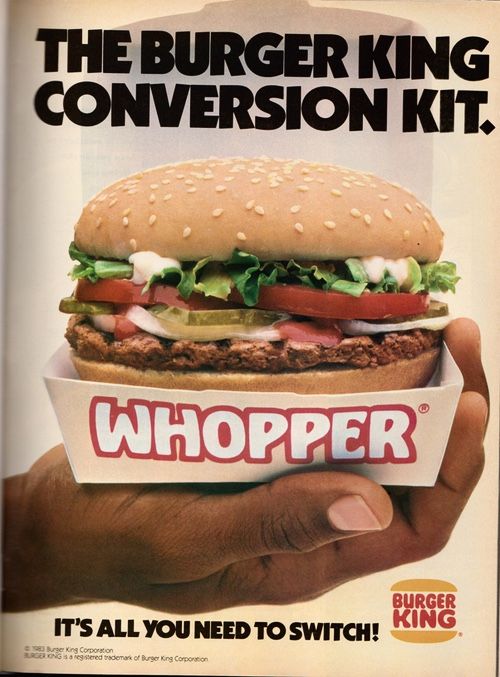 THE BURGER KING
CONVERSION KIT.
WHOPPER®
IT'S ALL YOU NEED TO SWITCH!
BURGER
KING®
© 1983 Burger King Corporation
BURGER KING is a registered trademark of Burger King Corporation.